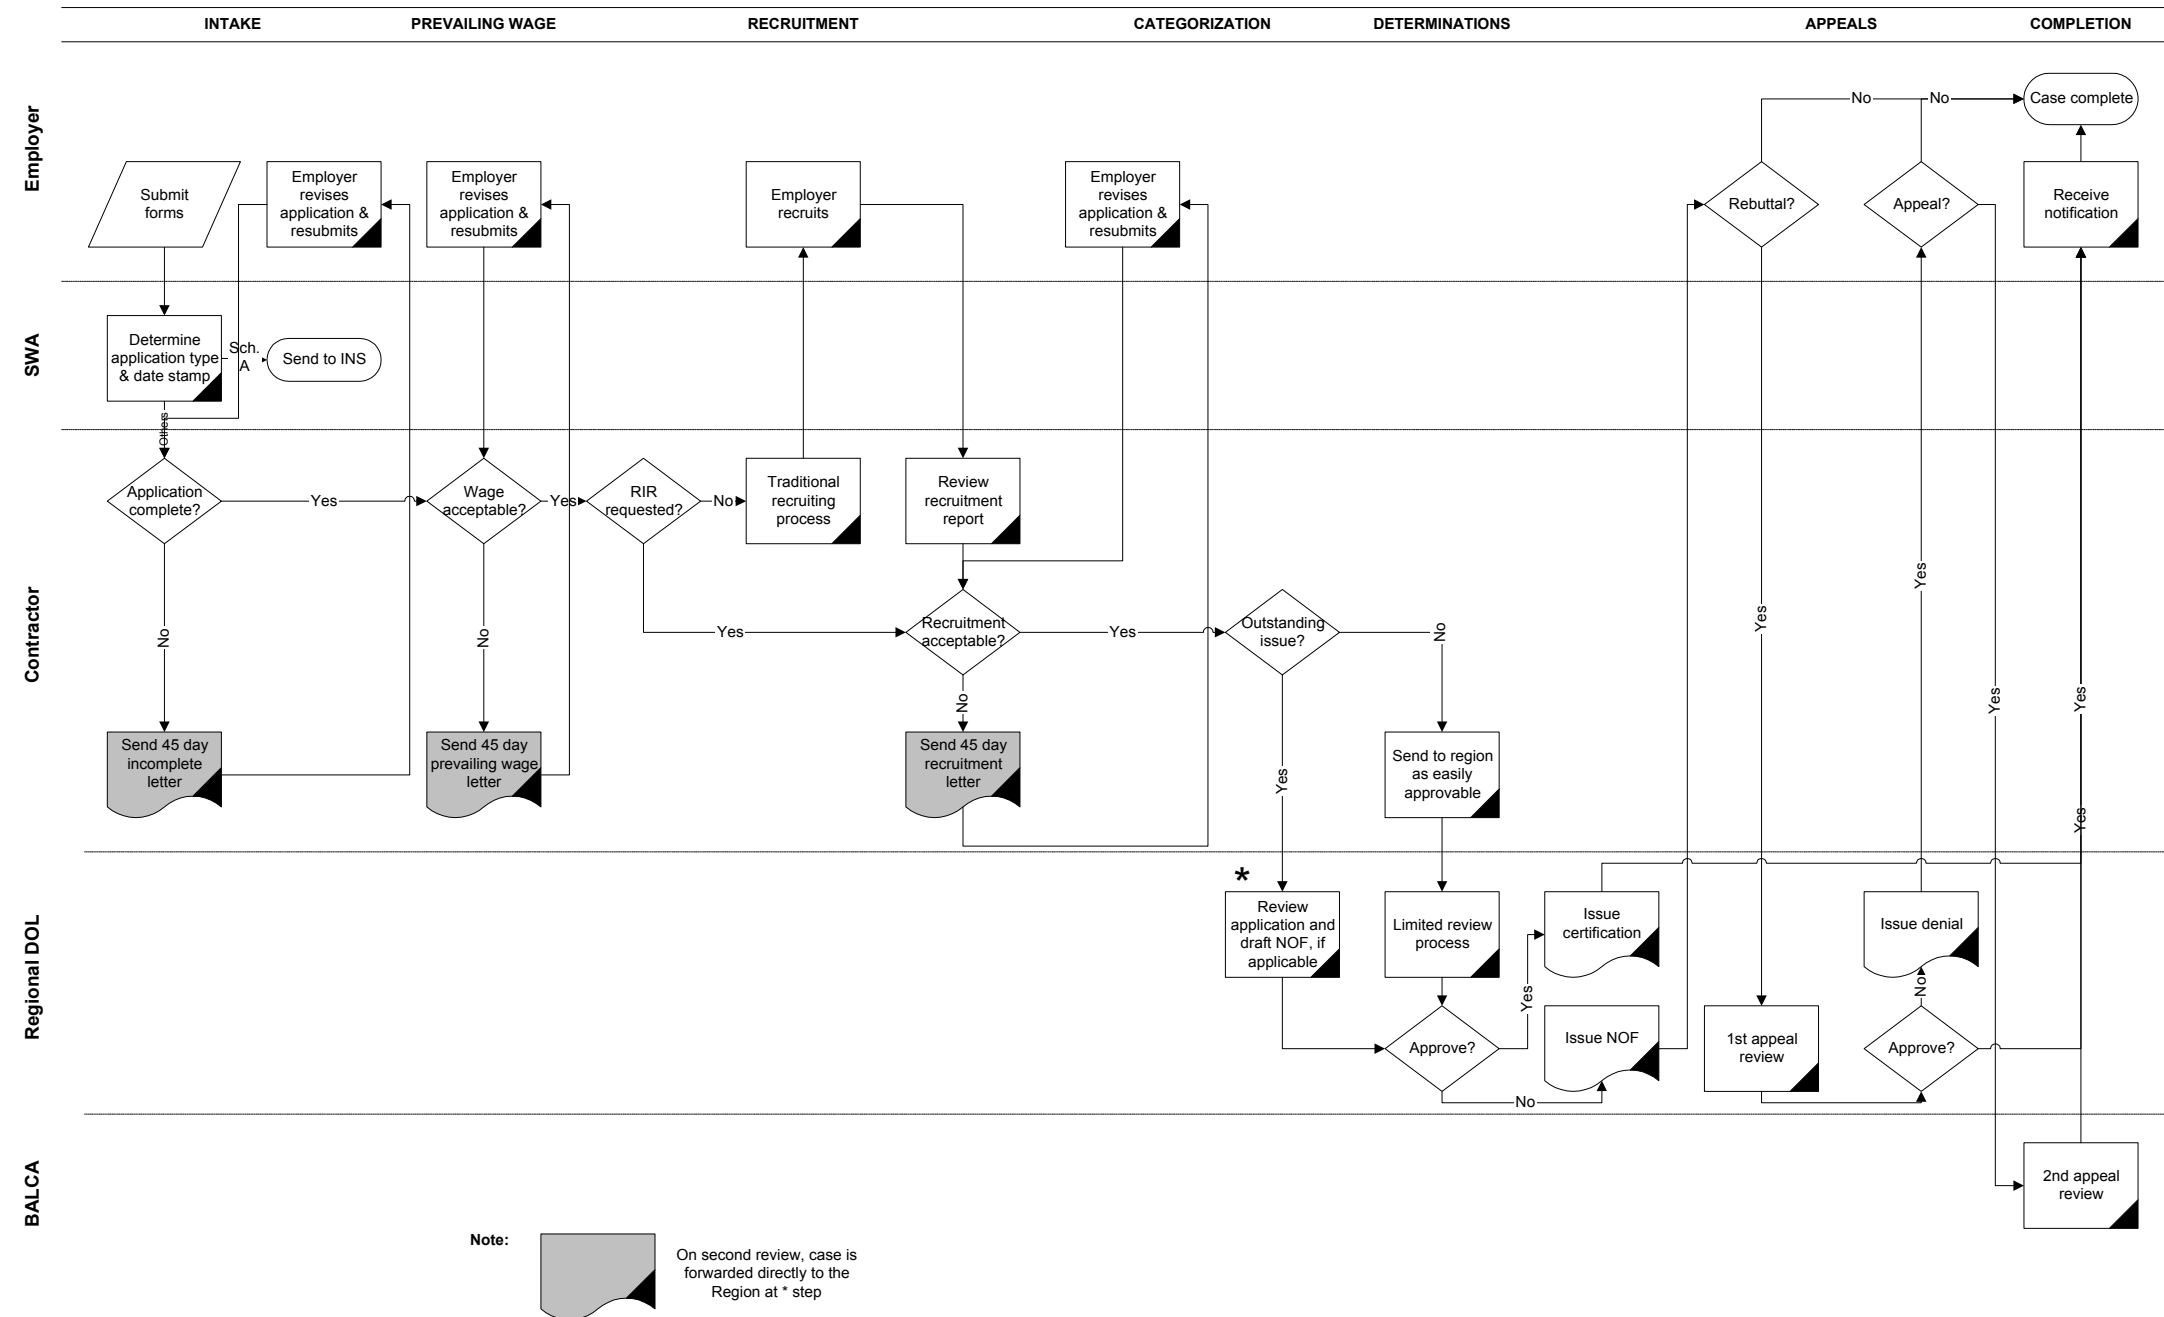 INTAKE
PREVAILING WAGE
RECRUITMENT
CATEGORIZATION
DETERMINATIONS
APPEALS
COMPLETION
Employer
Submit
forms
Employer
revises
application &
resubmits
Employer
revises
application &
resubmits
Employer
recruits
Employer
revises
application &
resubmits
Rebuttal?
No
Appeal?
No
Case complete
Receive
notification
SWA
Determine
application type
& date stamp
Sch.
A
Send to INS
Others
Contractor
Application
complete?
Yes
Wage
acceptable?
Yes
RIR
requested?
No
Traditional
recruiting
process
Review
recruitment
report
No
No
Yes
Recruitment
acceptable?
Yes
Outstanding
issue?
No
No
Yes
Send 45 day
incomplete
letter
Send 45 day
prevailing wage
letter
Send 45 day
recruitment
letter
Send to region
as easily
approvable
Yes
Yes
Yes
Yes
Yes
Regional DOL
*
Review
application and
draft NOF, if
applicable
Limited review
process
Issue
certification
Issue denial
Yes
No
Approve?
Issue NOF
No
1st appeal
review
Approve?
BALCA
2nd appeal
review
Note:
On second review, case is
forwarded directly to the
Region at * step